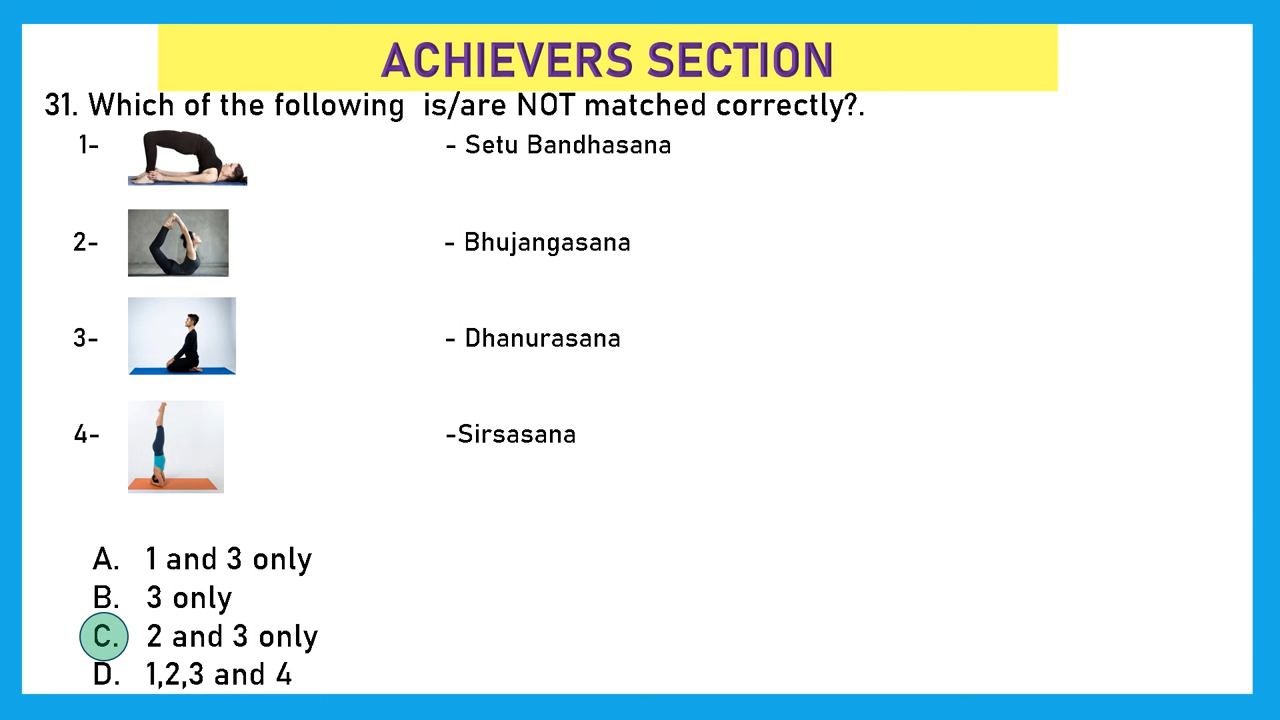 ACHIEVERS SECTION
31. Which of the following is/are NOT matched correctly?.
1- - Setu Bandhasana
2- - Bhujangasana
3- - Dhanurasana
4- -Sirsasana
A. 1 and 3 only
B. 3 only
C. 2 and 3 only
D. 1,2,3 and 4